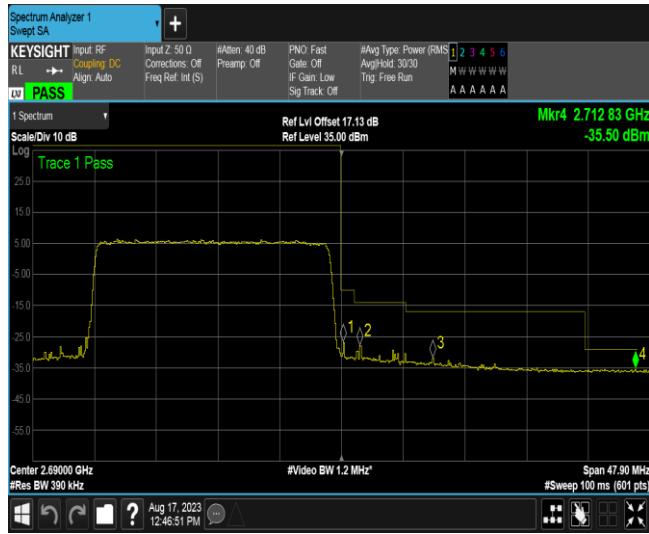 Spectrum Analyzer 1
Swept SA
+
KEYSIGHT
RL
LXI PASS
Input: RF
Coupling: DC
Align: Auto
Input Z: 50 Ω
Corrections: Off
Freq Ref: Int (S)
#Atten: 40 dB
Preamp: Off
PNO: Fast
Gate: Off
IF Gain: Low
Sig Track: Off
#Avg Type: Power (RMS
Avg|Hold: 30/30
Trig: Free Run
1 2 3 4 5 6
M W W W W W
A A A A A A
1 Spectrum
Scale/Div 10 dB
Ref Lvl Offset 17.13 dB
Ref Level 35.00 dBm
Mkr4 2.712 83 GHz
-35.50 dBm
Log
Trace 1 Pass
25.0
15.0
5.00
-5.00
-15.0
-25.0
-35.0
-45.0
-55.0
1
2
3
4
Center 2.69000 GHz
#Res BW 390 kHz
#Video BW 1.2 MHz*
Span 47.90 MHz
#Sweep 100 ms (601 pts)
?
Aug 17, 2023
12:46:51 PM